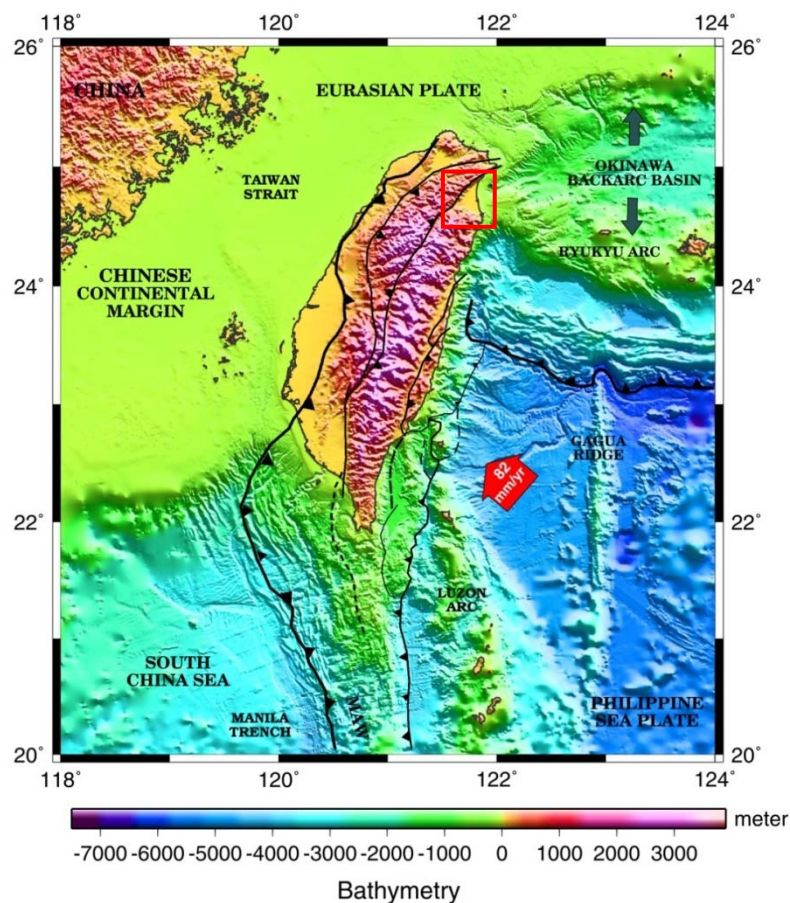 118° 120° 122° 124°
26° 26°
CHINA EURASIAN PLATE
TAIWAN
STRAIT
OKINAWA
BACKARC BASIN
RYUKYU ARC
24° 24°
CHINESE
CONTINENTAL
MARGIN
GAGUA
RIDGE
82
mm/yr
22° 22°
LUZON
ARC
SOUTH
CHINA SEA
MANILA
TRENCH
MAW
PHILIPPINE
SEA PLATE
20° 20°
118° 120° 122° 124°
meter
-7000 -6000 -5000 -4000 -3000 -2000 -1000 0 1000 2000 3000
Bathymetry